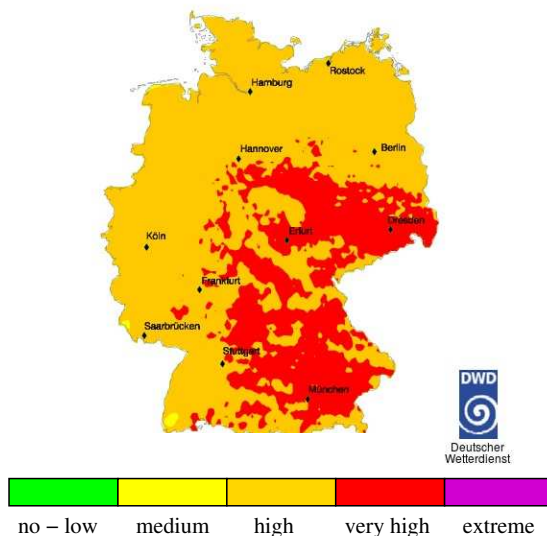 Rostock
Hamburg
Hannover
Berlin
Dresden
Erfurt
Köln
Frankfurt
Saarbrücken
Stuttgart
München
DWD
Deutscher
Wetterdienst
no – low medium high very high extreme